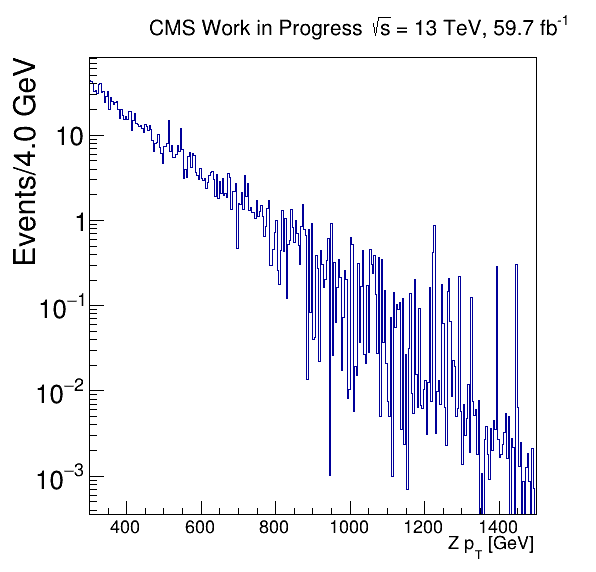 CMS Work in Progress √s = 13 TeV, 59.7 fb⁻¹
Events/4.0 GeV
10
1
10⁻¹
10⁻²
10⁻³
400 600 800 1000 1200 1400
Z p_T [GeV]